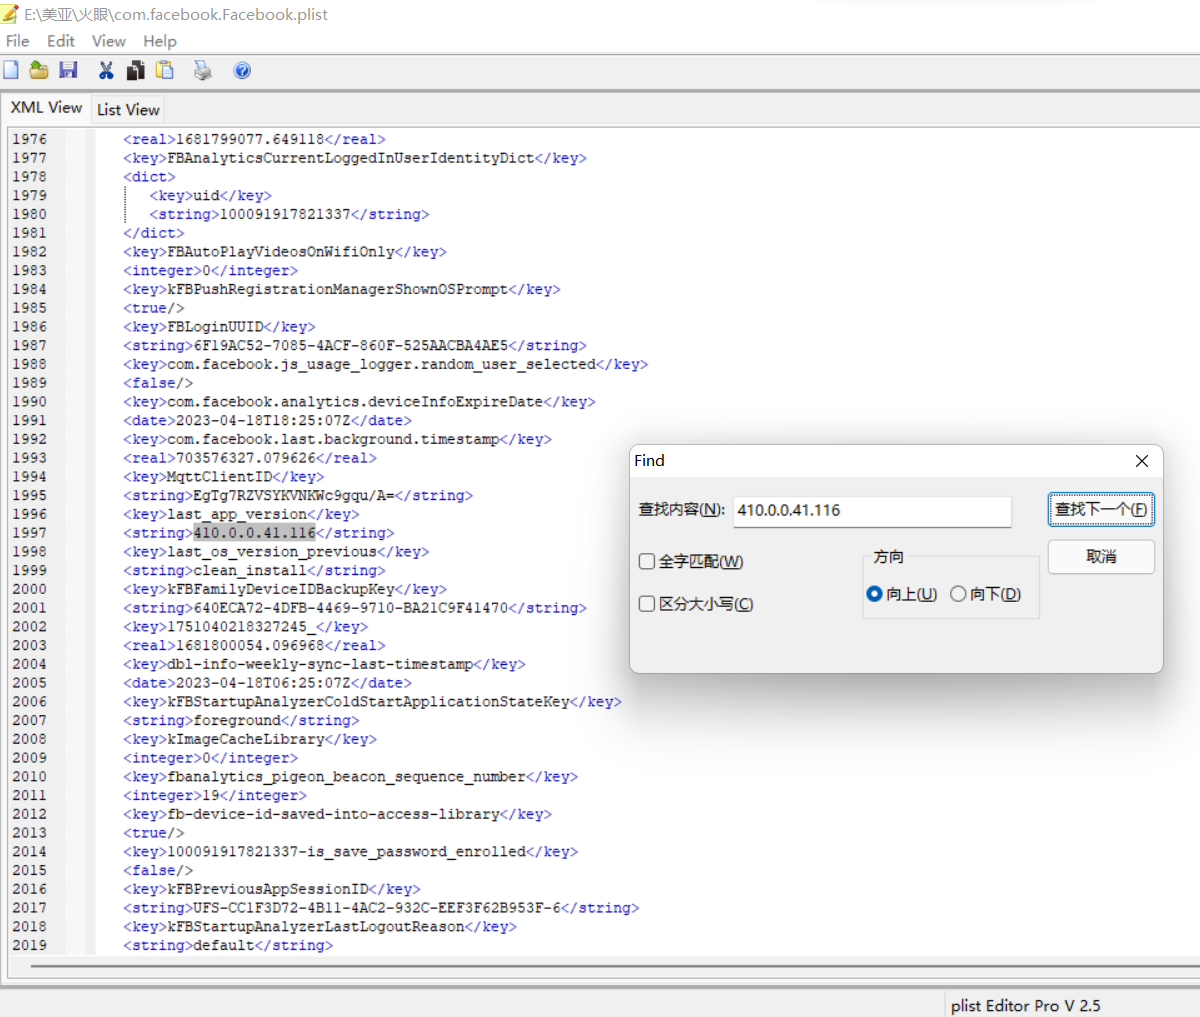 E:\美亚\火眼\com.facebook.Facebook.plist
File Edit View Help
XML View List View
1976 <real>1681799077.649118</real>
1977 <key>FBAnalyticsCurrentLoggedInUserIdentityDict</key>
1978 <dict>
1979 <key>uid</key>
1980 <string>100091917821337</string>
1981 </dict>
1982 <key>FBAutoPlayVideosOnWifiOnly</key>
1983 <integer>0</integer>
1984 <key>kFBPushRegistrationManagerShownOSPrompt</key>
1985 <true/>
1986 <key>FBLoginUUID</key>
1987 <string>6F19AC52-7085-4ACF-860F-525AACBA4AE5</string>
1988 <key>com.facebook.js_usage_logger.random_user_selected</key>
1989 <false/>
1990 <key>com.facebook.analytics.deviceInfoExpireDate</key>
1991 <date>2023-04-18T18:25:07Z</date>
1992 <key>com.facebook.last.background.timestamp</key>
1993 <real>703576327.079626</real>
1994 <key>MqttClientID</key>
1995 <string>EgTg7RZVSYKVNKWc9gqu/A=</string>
1996 <key>last_app_version</key>
1997 <string>410.0.0.41.116</string>
1998 <key>last_os_version_previous</key>
1999 <string>clean_install</string>
2000 <key>kFBFamilyDeviceIDBackupKey</key>
2001 <string>640ECA72-4DFB-4469-9710-BA21C9F41470</string>
2002 <key>1751040218327245_</key>
2003 <real>1681800054.096968</real>
2004 <key>dbl-info-weekly-sync-last-timestamp</key>
2005 <date>2023-04-18T06:25:07Z</date>
2006 <key>kFBStartupAnalyzerColdStartApplicationStateKey</key>
2007 <string>foreground</string>
2008 <key>kImageCacheLibrary</key>
2009 <integer>0</integer>
2010 <key>fbanalytics_pigeon_beacon_sequence_number</key>
2011 <integer>19</integer>
2012 <key>fb-device-id-saved-into-access-library</key>
2013 <true/>
2014 <key>100091917821337-is_save_password_enrolled</key>
2015 <false/>
2016 <key>kFBPreviousAppSessionID</key>
2017 <string>UFS-CC1F3D72-4B11-4AC2-932C-EEF3F62B953F-6</string>
2018 <key>kFBStartupAnalyzerLastLogoutReason</key>
2019 <string>default</string>
Find
查找内容(N): 410.0.0.41.116 查找下一个(F)
全字匹配(W) 方向 取消
区分大小写(C) 向上(U) 向下(D)
plist Editor Pro V 2.5